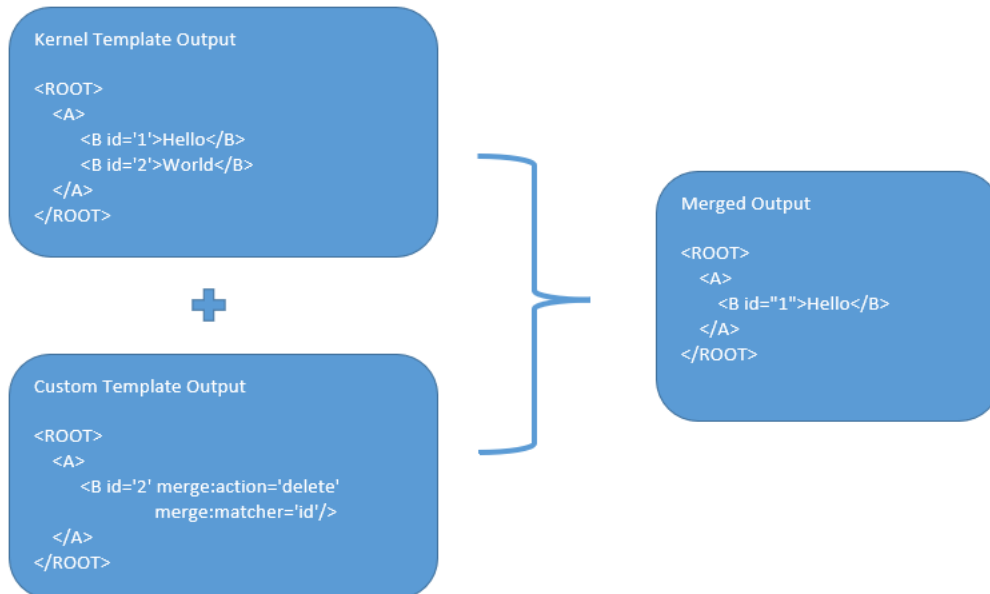 Kernel Template Output
<ROOT>
<A>
<B id='1'>Hello</B>
<B id='2'>World</B>
</A>
</ROOT>
Custom Template Output
<ROOT>
<A>
<B id='2' merge:action='delete'
merge:matcher='id'/>
</A>
</ROOT>
Merged Output
<ROOT>
<A>
<B id="1">Hello</B>
</A>
</ROOT>